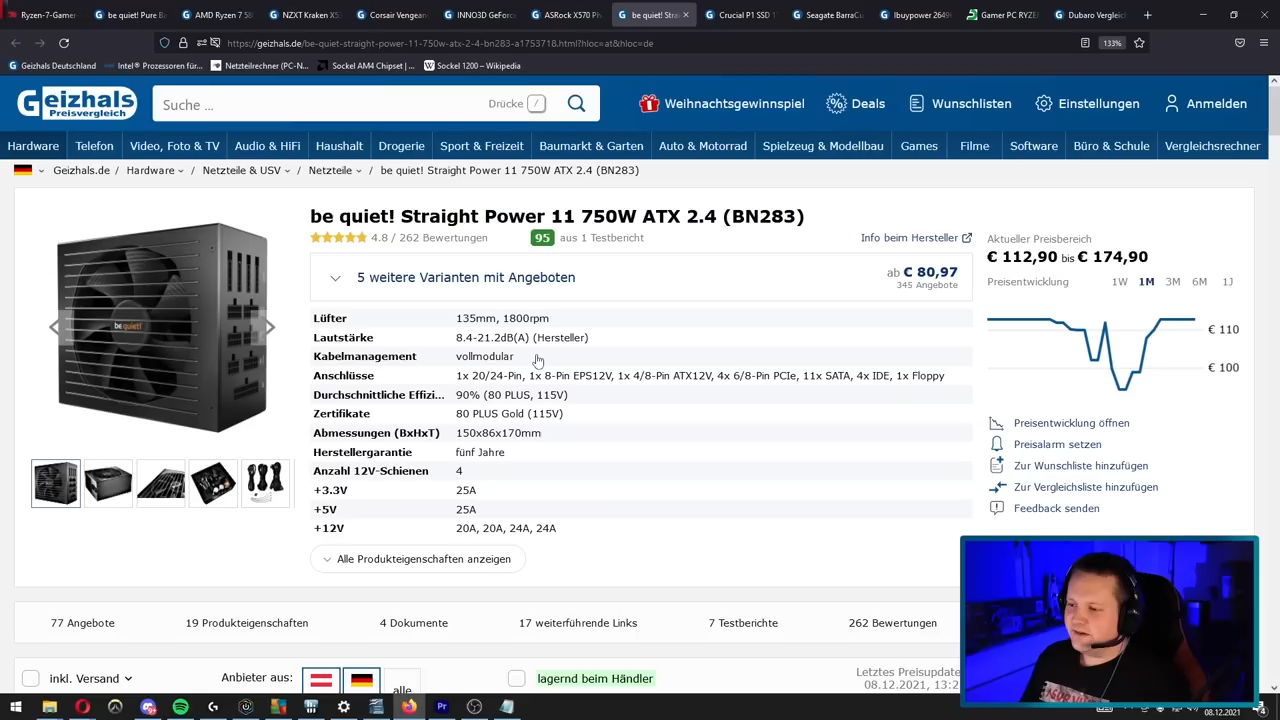 Ryzen-7-Gamer
be quiet! Pure Ba
AMD Ryzen 7 58
NZXT Kraken X5
Corsair Vengean
INNO3D GeForce
ASRock X570 Ph
be quiet! Stra
Crucial P1 SSD 1
Seagate BarraCu
Ibuypower 2649
Gamer PC RYZE
Dubaro Vergleic
https://geizhals.de/be-quiet-straight-power-11-750w-atx-2-4-bn283-a1753718.html?hloc=at&hloc=de
133%
Geizhals Deutschland
Intel® Prozessoren für...
Netzteilrechner (PC-N...
Sockel AM4 Chipset | ...
Sockel 1200 – Wikipedia
Geizhals
Preisvergleich
Suche ...
Drücke /
Weihnachtsgewinnspiel
Deals
Wunschlisten
Einstellungen
Anmelden
Hardware
Telefon
Video, Foto & TV
Audio & HiFi
Haushalt
Drogerie
Sport & Freizeit
Baumarkt & Garten
Auto & Motorrad
Spielzeug & Modellbau
Games
Filme
Software
Büro & Schule
Vergleichsrechner
Geizhals.de / Hardware / Netzteile & USV / Netzteile / be quiet! Straight Power 11 750W ATX 2.4 (BN283)
be quiet! Straight Power 11 750W ATX 2.4 (BN283)
4.8 / 262 Bewertungen
95 aus 1 Testbericht
Info beim Hersteller
5 weitere Varianten mit Angeboten
ab € 80,97
345 Angebote
Lüfter 135mm, 1800rpm
Lautstärke 8.4-21.2dB(A) (Hersteller)
Kabelmanagement vollmodular
Anschlüsse 1x 20/24-Pin, 1x 8-Pin EPS12V, 1x 4/8-Pin ATX12V, 4x 6/8-Pin PCIe, 11x SATA, 4x IDE, 1x Floppy
Durchschnittliche Effizi... 90% (80 PLUS, 115V)
Zertifikate 80 PLUS Gold (115V)
Abmessungen (BxHxT) 150x86x170mm
Herstellergarantie fünf Jahre
Anzahl 12V-Schienen 4
+3.3V 25A
+5V 25A
+12V 20A, 20A, 24A, 24A
Alle Produkteigenschaften anzeigen
be quiet!
Aktueller Preisbereich
€ 112,90 bis € 174,90
Preisentwicklung 1W 1M 3M 6M 1J
€ 110
€ 100
Preisentwicklung öffnen
Preisalarm setzen
Zur Wunschliste hinzufügen
Zur Vergleichsliste hinzufügen
Feedback senden
77 Angebote
19 Produkteigenschaften
4 Dokumente
17 weiterführende Links
7 Testberichte
262 Bewertungen
inkl. Versand
Anbieter aus:
alle
lagernd beim Händler
Letztes Preisupdate
08.12.2021, 13:2
08.12.2021